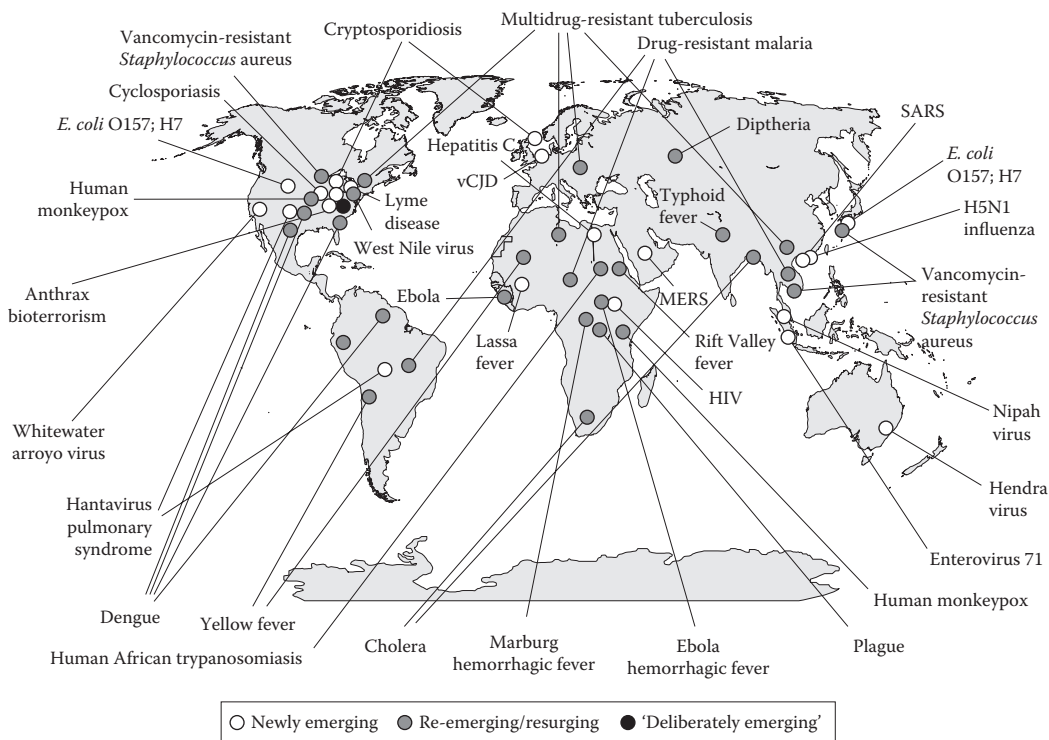 Multidrug-resistant tuberculosis
Cryptosporidiosis
Vancomycin-resistant
Staphylococcus aureus
Drug-resistant malaria
Cyclosporiasis
SARS
E. coli O157; H7
Hepatitis C
Diptheria
E. coli
O157; H7
vCJD
Human
monkeypox
Lyme
disease
Typhoid
fever
H5N1
influenza
West Nile virus
Anthrax
bioterrorism
Ebola
MERS
Vancomycin-
resistant
Staphylococcus
aureus
Lassa
fever
Rift Valley
fever
HIV
Whitewater
arroyo virus
Nipah
virus
Hantavirus
pulmonary
syndrome
Hendra
virus
Enterovirus 71
Dengue
Yellow fever
Human monkeypox
Human African trypanosomiasis
Cholera
Marburg
hemorrhagic fever
Ebola
hemorrhagic fever
Plague
Newly emerging
Re-emerging/resurging
'Deliberately emerging'